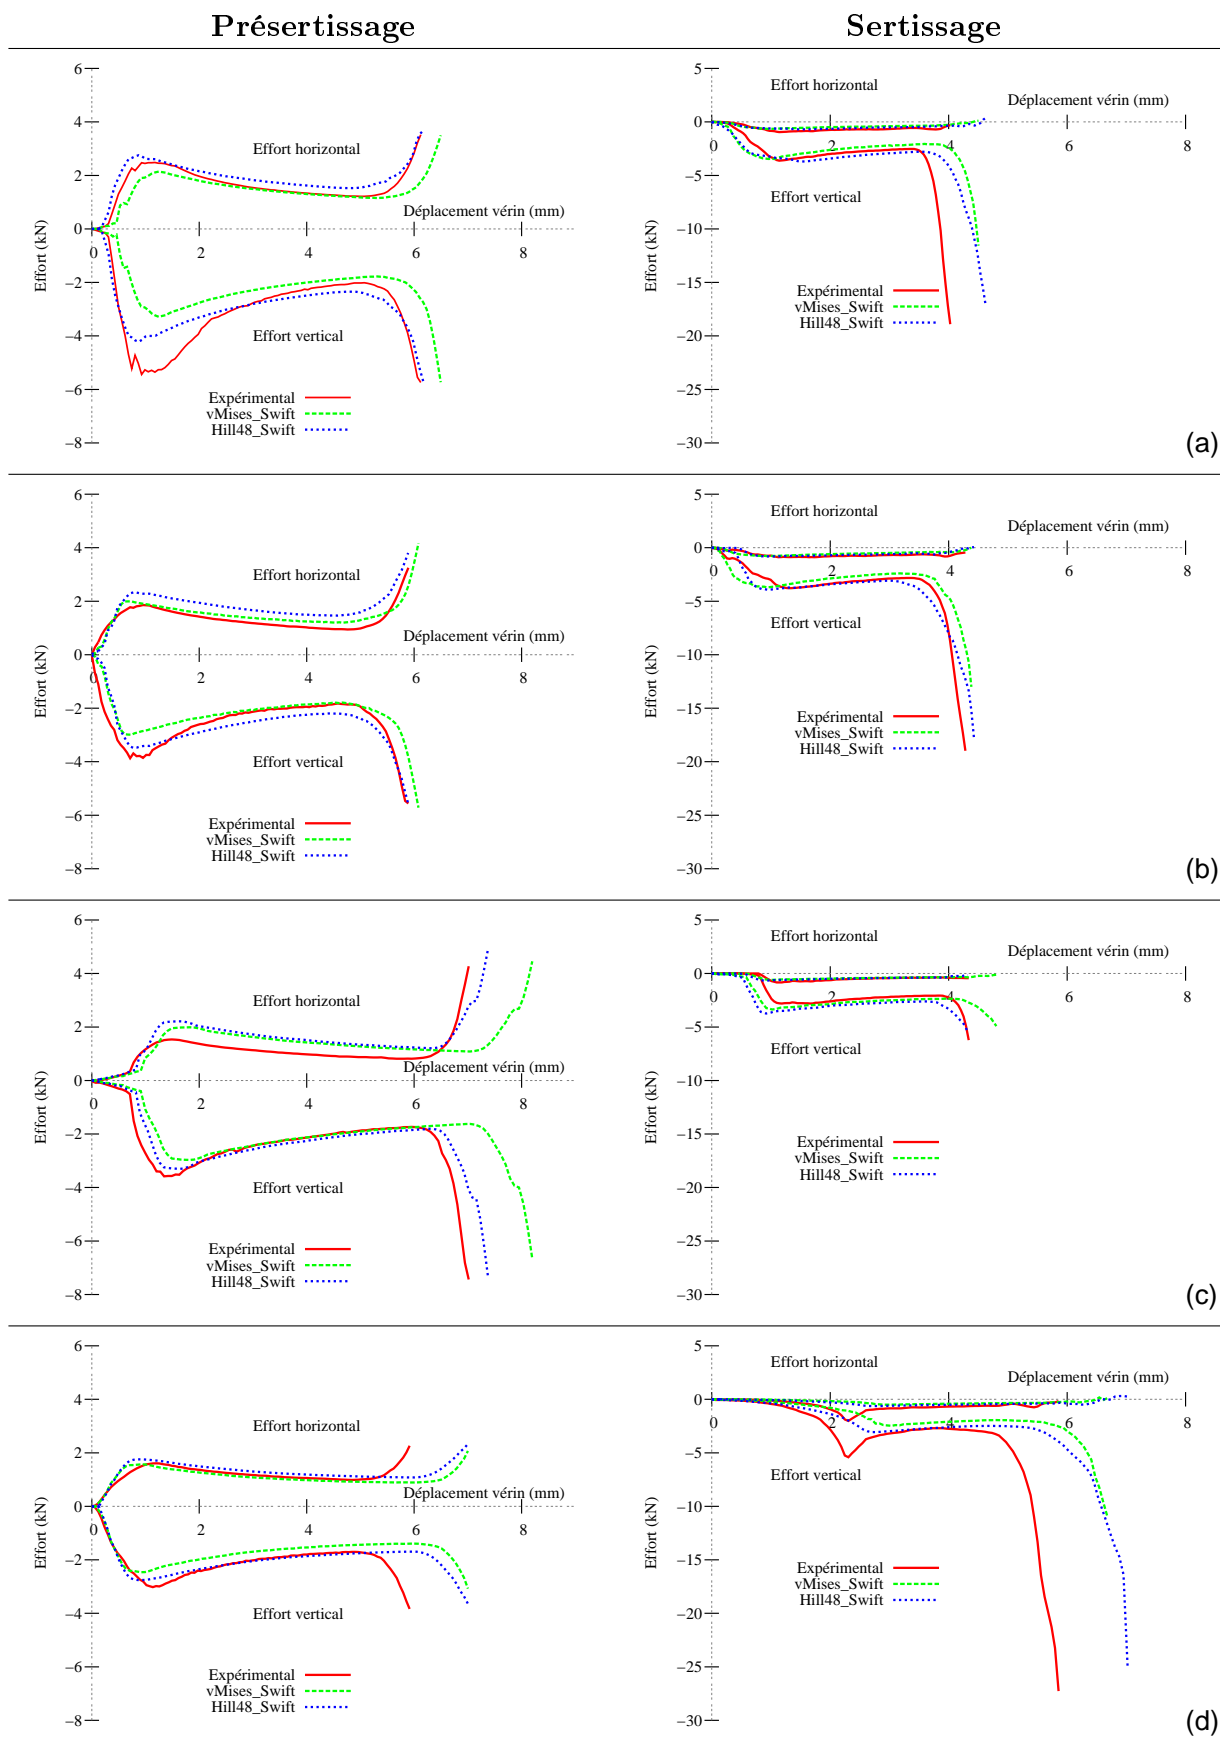 Présertissage
Sertissage
6
4
2
0
−2
−4
−6
−8
0
2
4
6
8
Effort (kN)
Déplacement vérin (mm)
Effort horizontal
Effort vertical
Expérimental
vMises_Swift
Hill48_Swift
5
0
−5
−10
−15
−20
−25
−30
0
2
4
6
8
Effort (kN)
Déplacement vérin (mm)
Effort horizontal
Effort vertical
Expérimental
vMises_Swift
Hill48_Swift
(a)
6
4
2
0
−2
−4
−6
−8
0
2
4
6
8
Effort (kN)
Déplacement vérin (mm)
Effort horizontal
Effort vertical
Expérimental
vMises_Swift
Hill48_Swift
5
0
−5
−10
−15
−20
−25
−30
0
2
4
6
8
Effort (kN)
Déplacement vérin (mm)
Effort horizontal
Effort vertical
Expérimental
vMises_Swift
Hill48_Swift
(b)
6
4
2
0
−2
−4
−6
−8
0
2
4
6
8
Effort (kN)
Déplacement vérin (mm)
Effort horizontal
Effort vertical
Expérimental
vMises_Swift
Hill48_Swift
5
0
−5
−10
−15
−20
−25
−30
0
2
4
6
8
Effort (kN)
Déplacement vérin (mm)
Effort horizontal
Effort vertical
Expérimental
vMises_Swift
Hill48_Swift
(c)
6
4
2
0
−2
−4
−6
−8
0
2
4
6
8
Effort (kN)
Déplacement vérin (mm)
Effort horizontal
Effort vertical
Expérimental
vMises_Swift
Hill48_Swift
5
0
−5
−10
−15
−20
−25
−30
0
2
4
6
8
Effort (kN)
Déplacement vérin (mm)
Effort horizontal
Effort vertical
Expérimental
vMises_Swift
Hill48_Swift
(d)